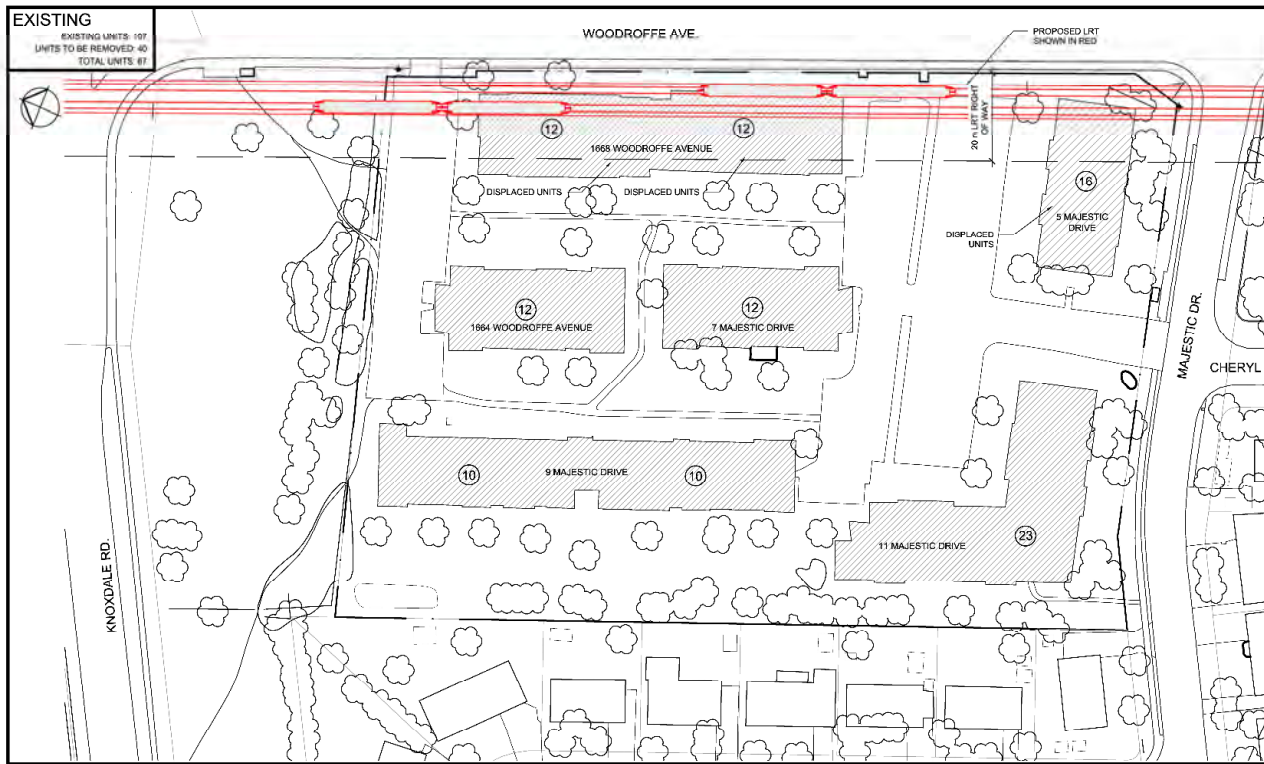 EXISTING
EXISTING UNITS: 107
UNITS TO BE REMOVED: 40
TOTAL UNITS: 67
WOODROFFE AVE.
PROPOSED LRT
SHOWN IN RED
20 m LRT RIGHT
OF WAY
12
12
1668 WOODROFFE AVENUE
DISPLACED UNITS
DISPLACED UNITS
16
5 MAJESTIC
DRIVE
DISPLACED
UNITS
12
1664 WOODROFFE AVENUE
12
7 MAJESTIC DRIVE
MAJESTIC DR.
CHERYL
10
9 MAJESTIC DRIVE
10
11 MAJESTIC DRIVE
23
KNOXDALE RD.